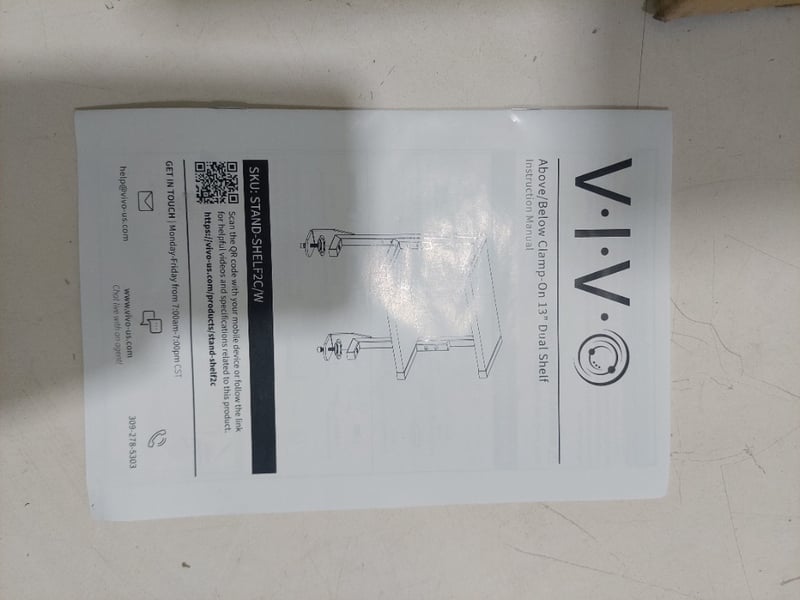 V·I·V·O
Above/Below Clamp-On 13" Dual Shelf
Instruction Manual
SKU: STAND-SHELF2C/W
Scan the QR code with your mobile device or follow the link
for helpful videos and specifications related to this product.
https://vivo-us.com/products/stand-shelf2c
GET IN TOUCH | Monday-Friday from 7:00am-7:00pm CST
help@vivo-us.com
www.vivo-us.com
Chat live with an agent!
309-278-5303